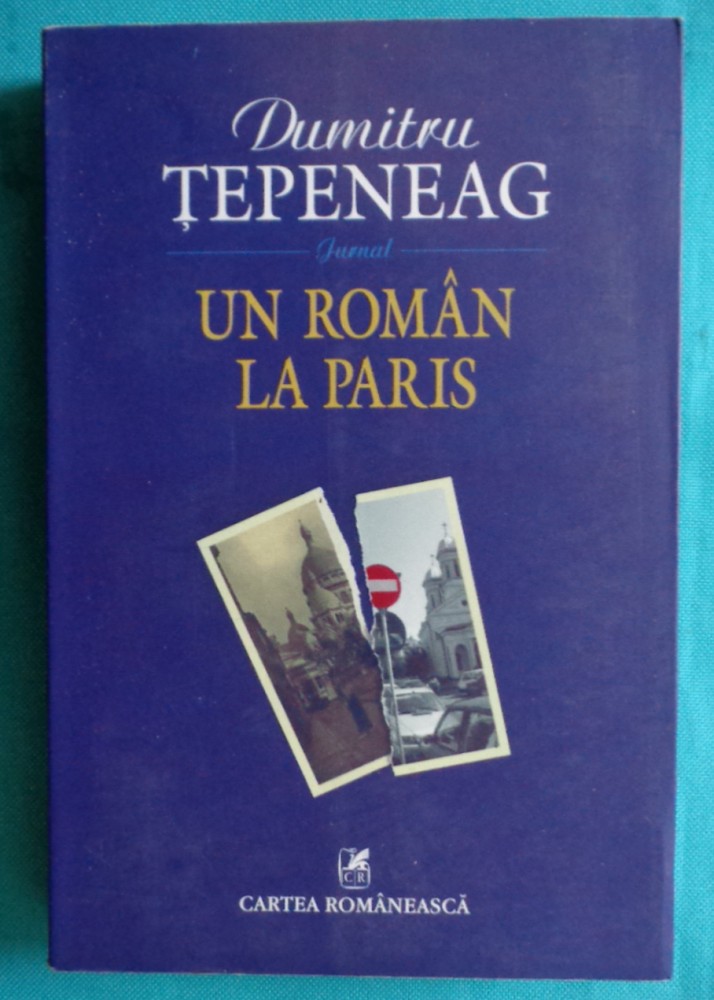 Dumitru
ȚEPENEAG
Jurnal
UN ROMÂN
LA PARIS
CR
CARTEA ROMÂNEASCĂ